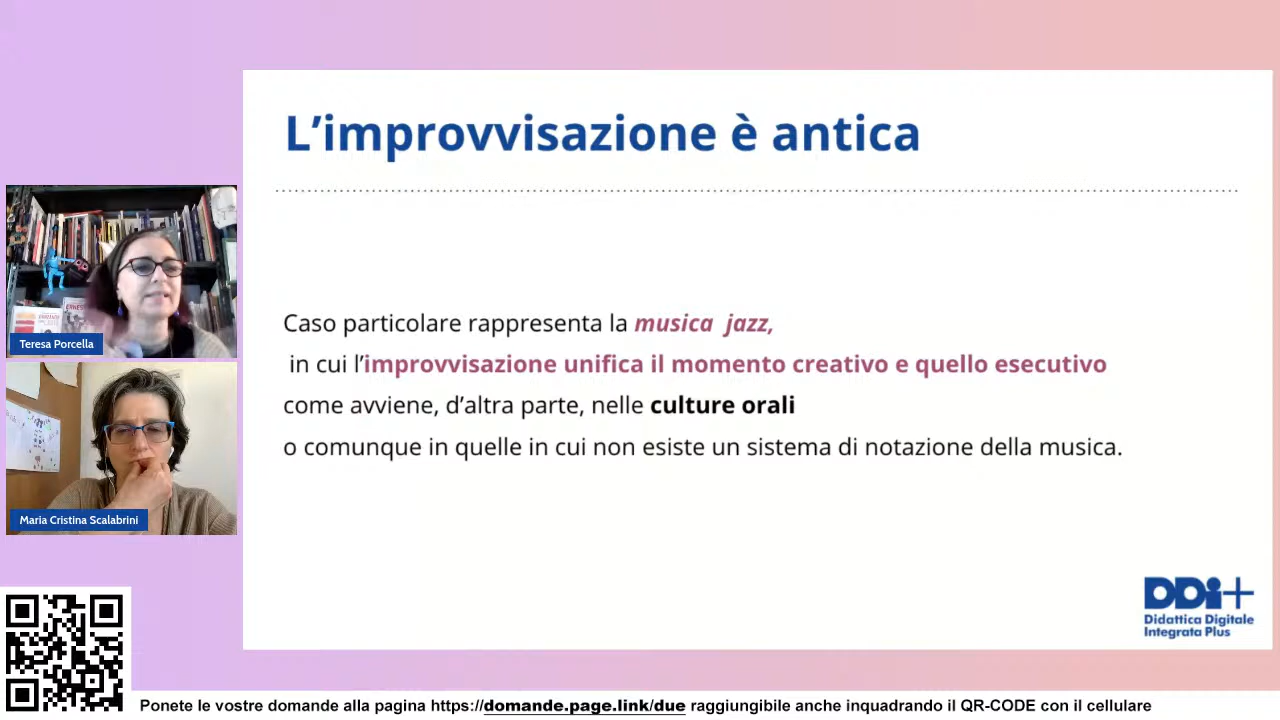 L'improvvisazione è antica
Caso particolare rappresenta la musica jazz,
in cui l'improvvisazione unifica il momento creativo e quello esecutivo
come avviene, d'altra parte, nelle culture orali
o comunque in quelle in cui non esiste un sistema di notazione della musica.
Teresa Porcella
Maria Cristina Scalabrini
DDi+
Didattica Digitale
Integrata Plus
Ponete le vostre domande alla pagina https://domande.page.link/due raggiungibile anche inquadrando il QR-CODE con il cellulare